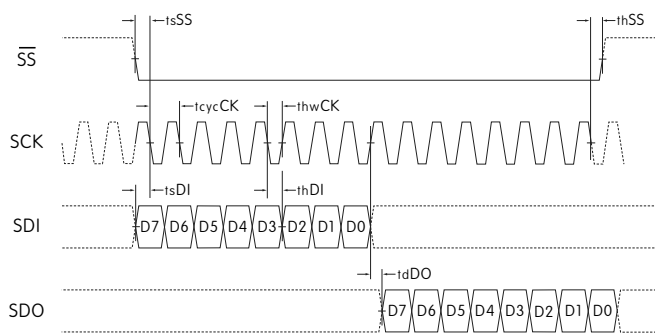 tsSS
thSS
S̅S̅
tcycCK
thwCK
SCK
tsDI
thDI
SDI
D7 D6 D5 D4 D3 D2 D1 D0
tdDO
SDO
D7 D6 D5 D4 D3 D2 D1 D0